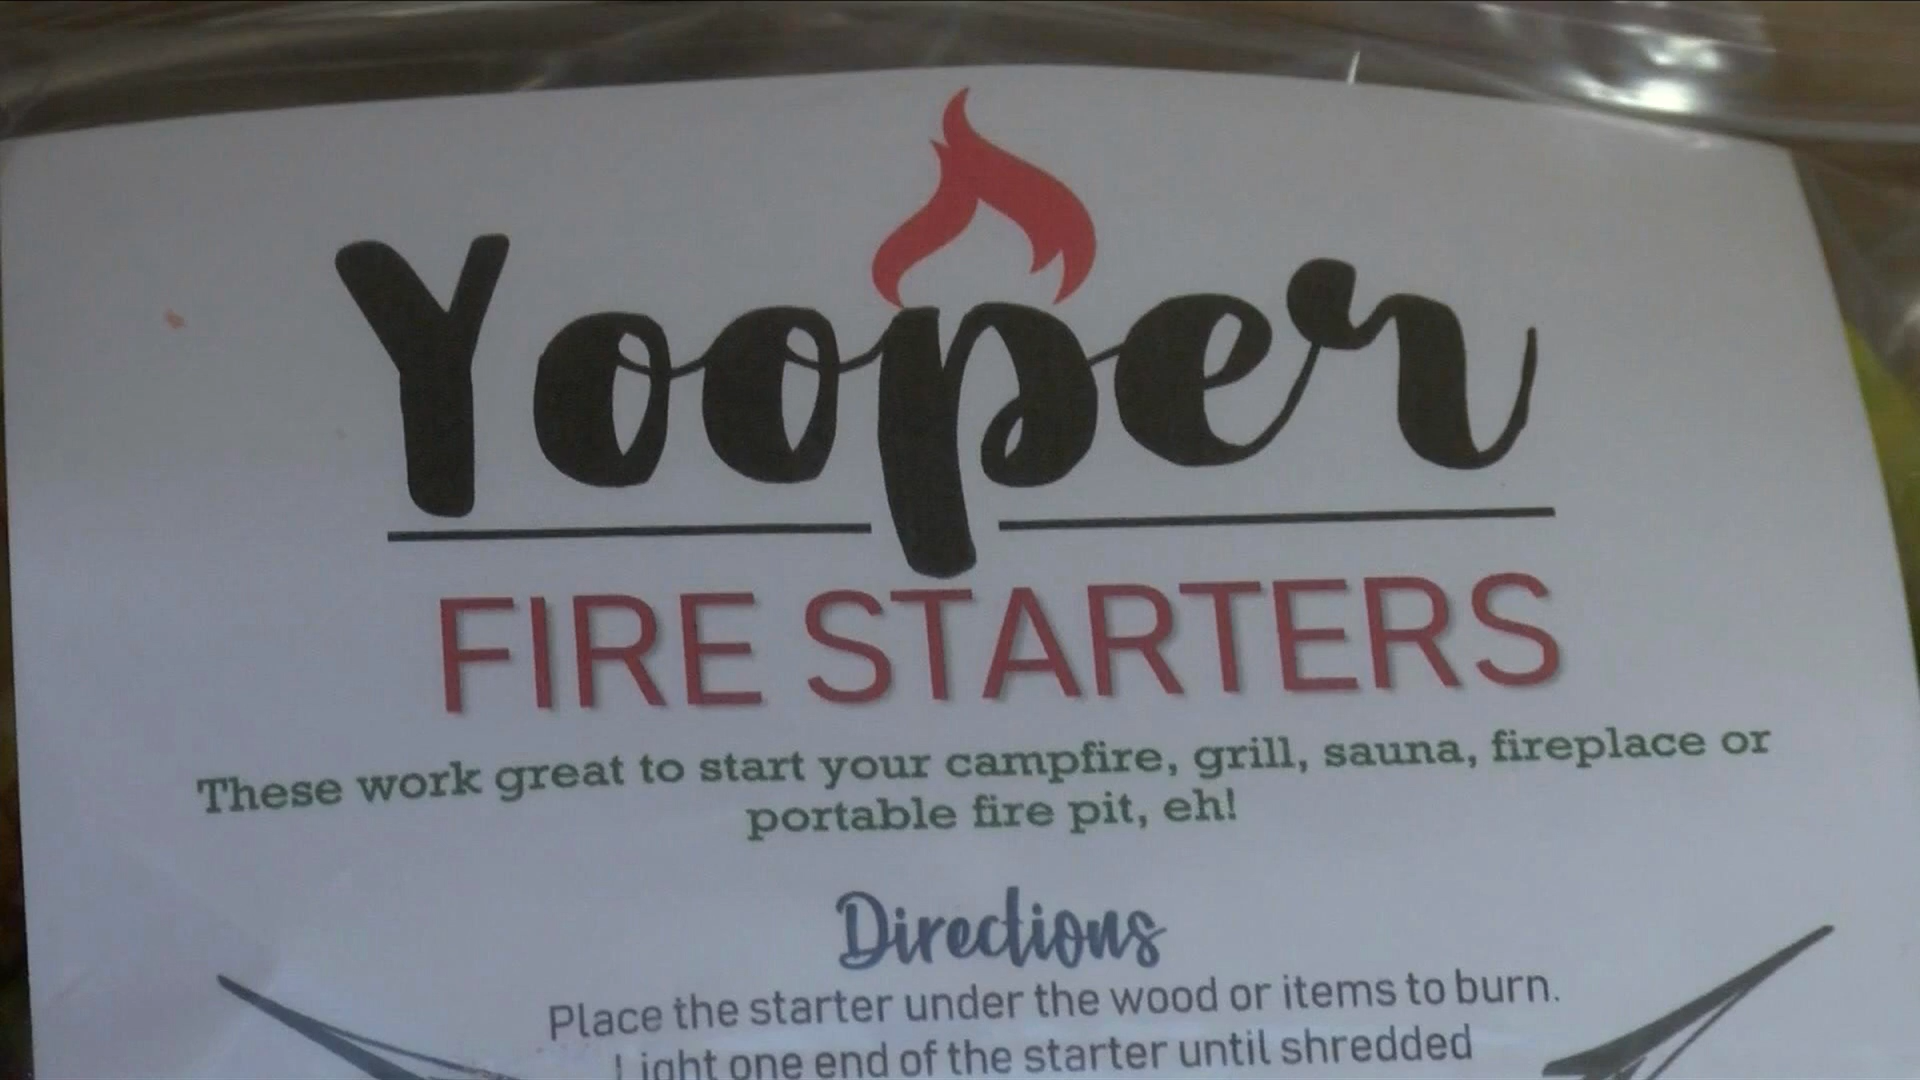 Yooper
FIRE STARTERS
These work great to start your campfire, grill, sauna, fireplace or
portable fire pit, eh!
Directions
Place the starter under the wood or items to burn.
Light one end of the starter until shredded